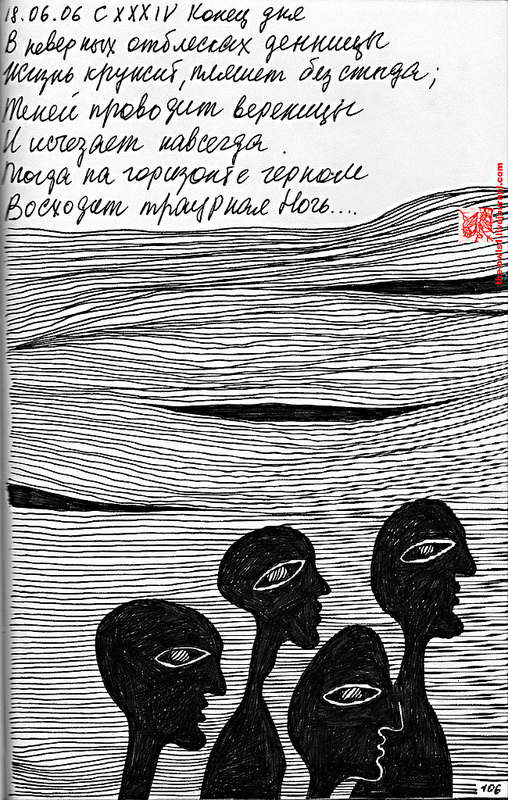 18.06.06 CXXXIV Конец дня
В неверных отблесках денницы
Жизнь кружит, пляшет без стыда;
Теней проводит вереницы
И исчезает навсегда.
Тогда на горизонте черном
Восходит траурная Ночь....
106